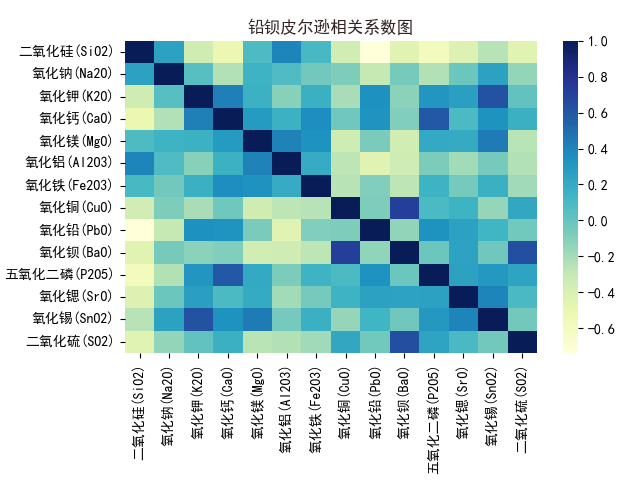 铅钡皮尔逊相关系数图
二氧化硅(SiO2)
氧化钠(Na2O)
氧化钾(K2O)
氧化钙(CaO)
氧化镁(MgO)
氧化铝(Al2O3)
氧化铁(Fe2O3)
氧化铜(CuO)
氧化铅(PbO)
氧化钡(BaO)
五氧化二磷(P2O5)
氧化锶(SrO)
氧化锡(SnO2)
二氧化硫(SO2)
二氧化硅(SiO2)
氧化钠(Na2O)
氧化钾(K2O)
氧化钙(CaO)
氧化镁(MgO)
氧化铝(Al2O3)
氧化铁(Fe2O3)
氧化铜(CuO)
氧化铅(PbO)
氧化钡(BaO)
五氧化二磷(P2O5)
氧化锶(SrO)
氧化锡(SnO2)
二氧化硫(SO2)
1.0
0.8
0.6
0.4
0.2
0.0
-0.2
-0.4
-0.6